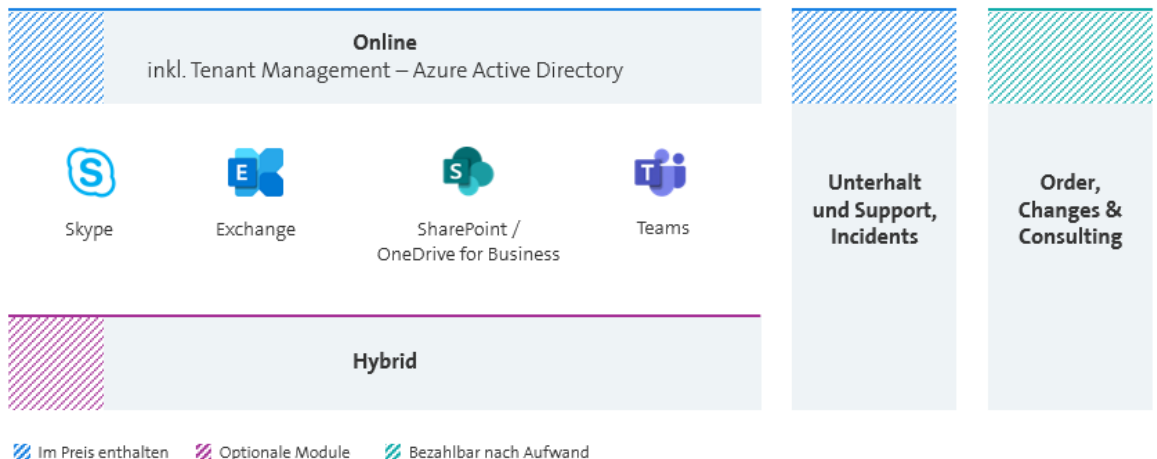 Online
inkl. Tenant Management – Azure Active Directory
S
Skype
E
Exchange
S
SharePoint /
OneDrive for Business
T
Teams
Hybrid
Unterhalt
und Support,
Incidents
Order,
Changes &
Consulting
Im Preis enthalten
Optionale Module
Bezahlbar nach Aufwand